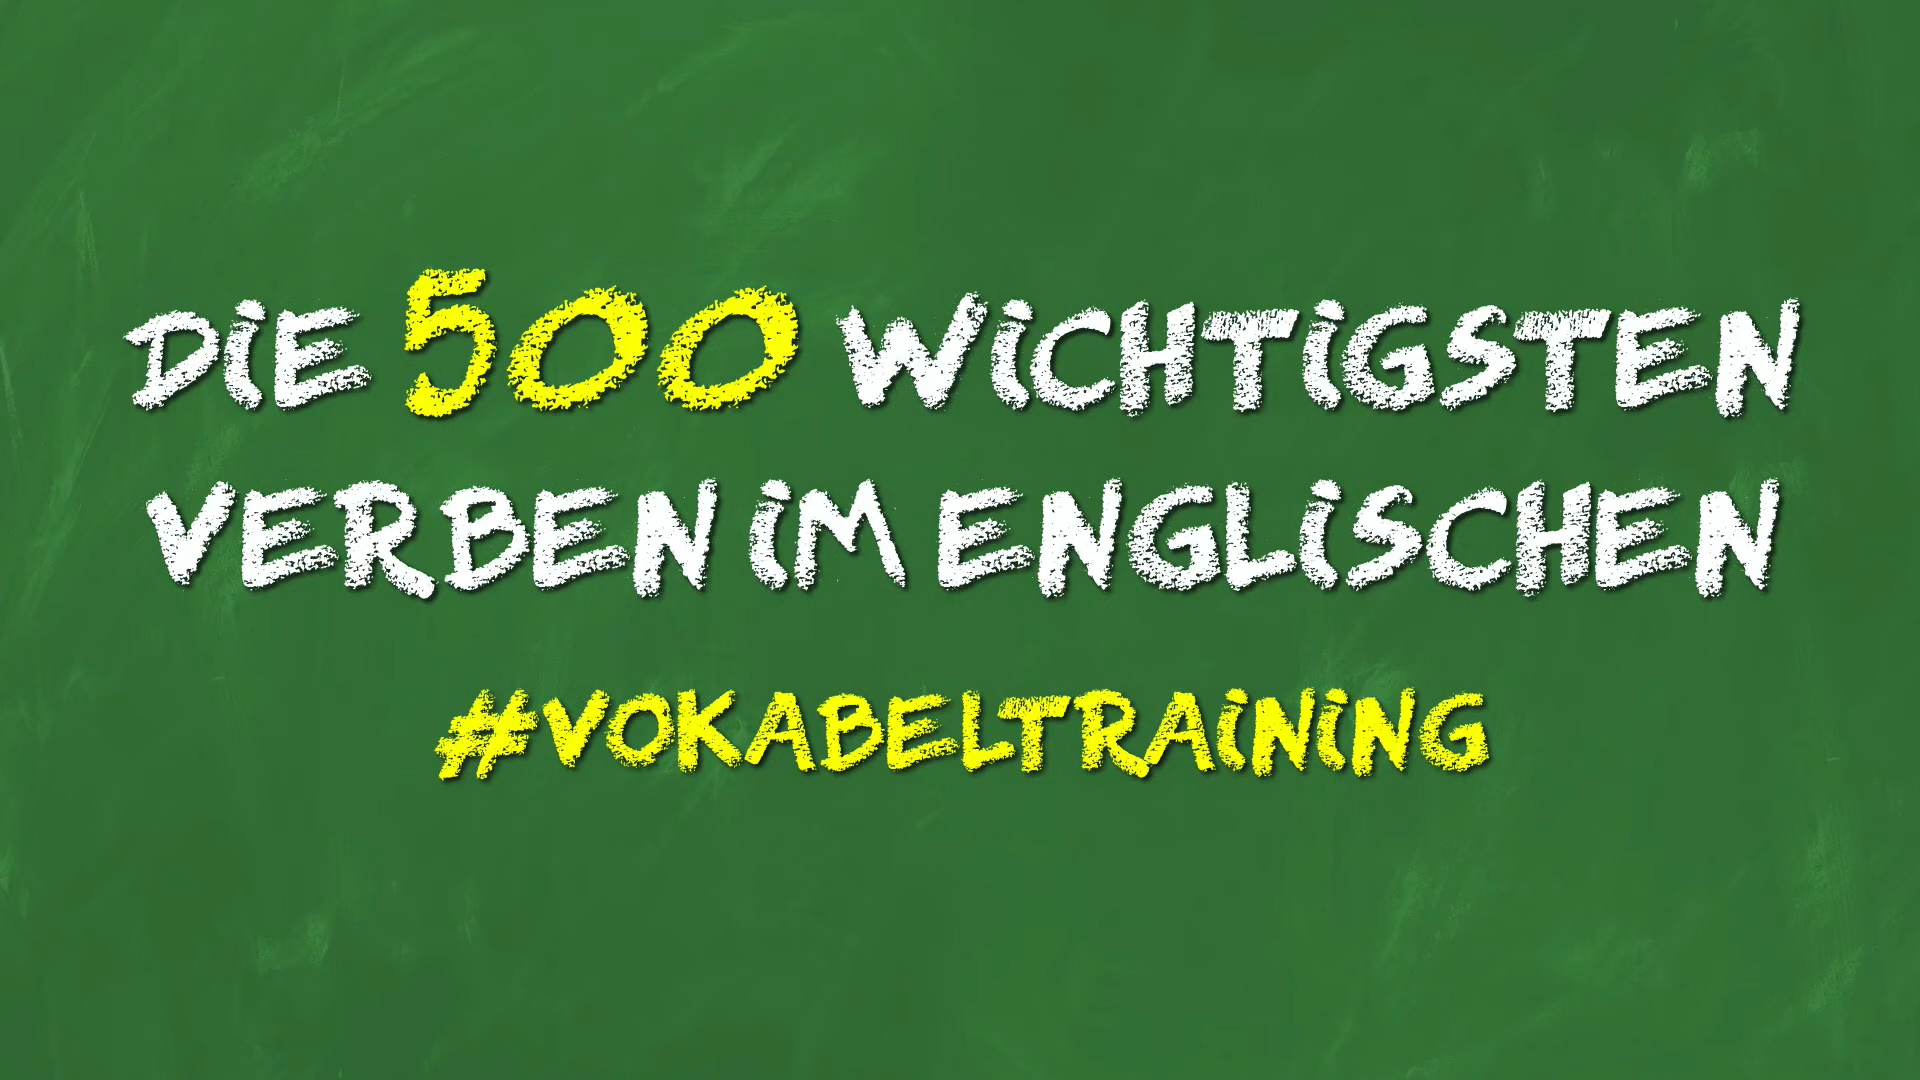 DIE 500 WICHTIGSTEN
VERBEN IM ENGLISCHEN
#VOKABELTRAINING